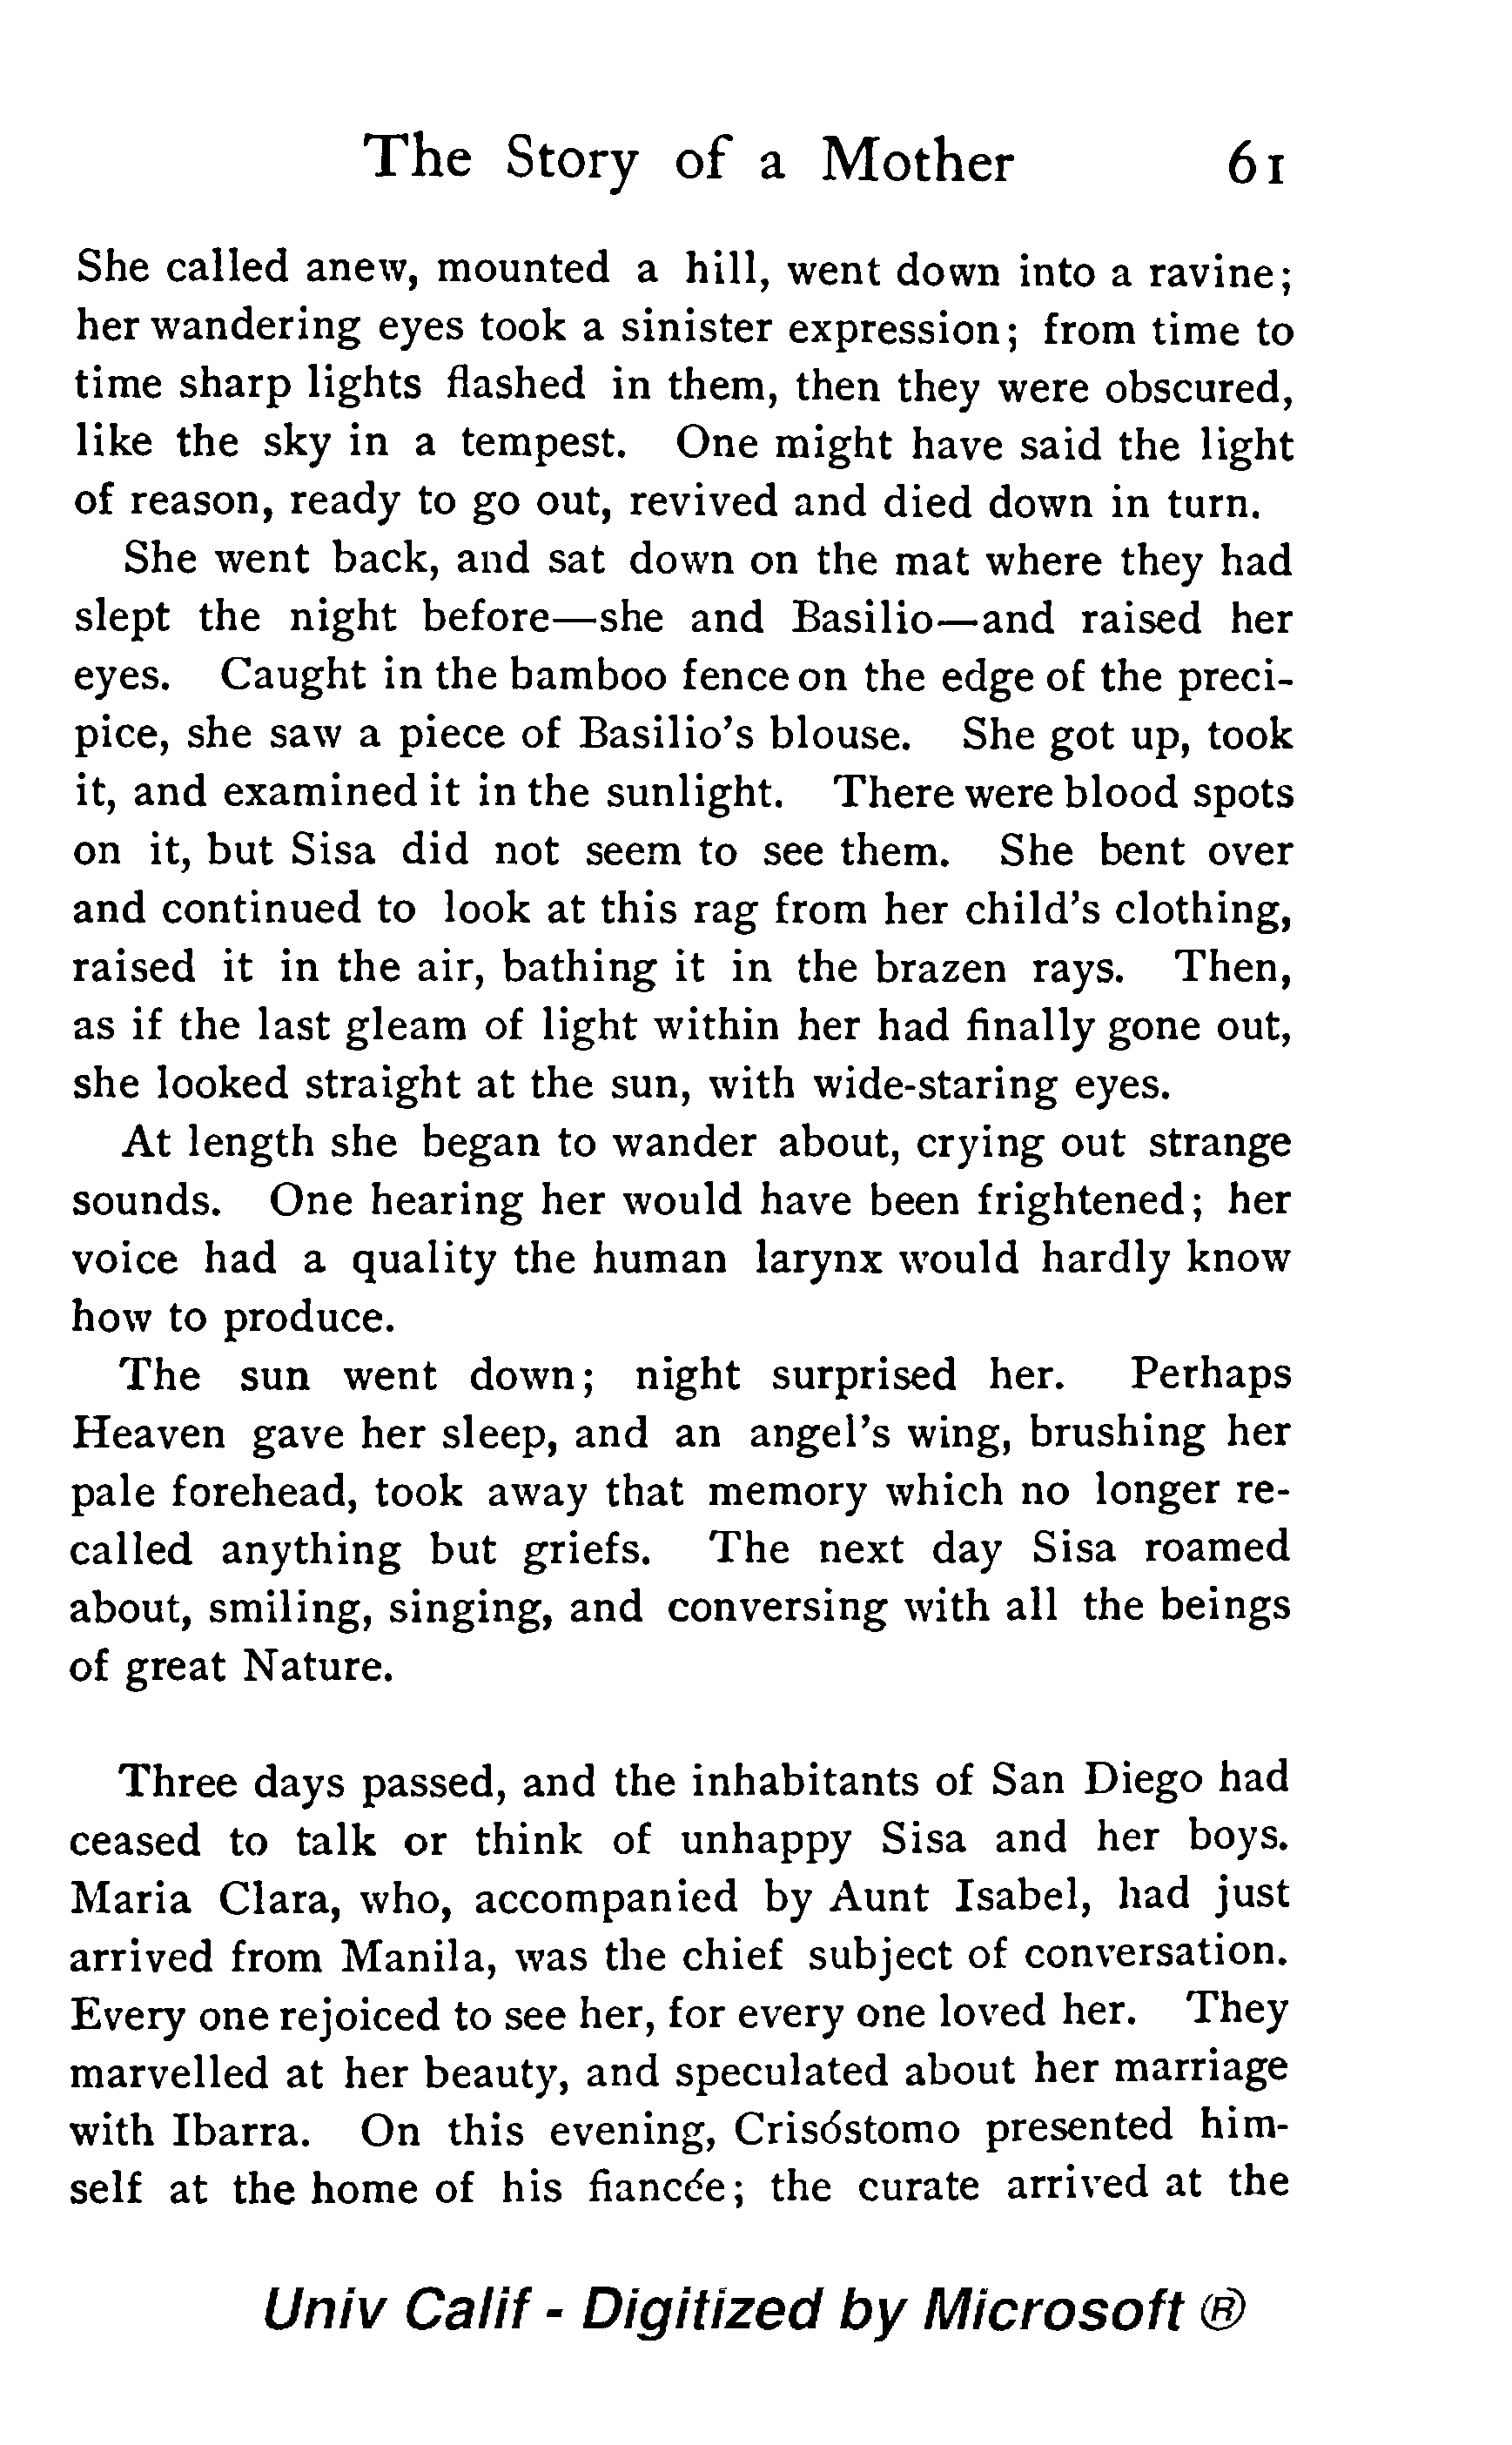 The Story of a Mother 61
She called anew, mounted a hill, went down into a ravine;
her wandering eyes took a sinister expression; from time to
time sharp lights flashed in them, then they were obscured,
like the sky in a tempest. One might have said the light
of reason, ready to go out, revived and died down in turn.
She went back, and sat down on the mat where they had
slept the night before—she and Basilio—and raised her
eyes. Caught in the bamboo fence on the edge of the preci-
pice, she saw a piece of Basilio's blouse. She got up, took
it, and examined it in the sunlight. There were blood spots
on it, but Sisa did not seem to see them. She bent over
and continued to look at this rag from her child's clothing,
raised it in the air, bathing it in the brazen rays. Then,
as if the last gleam of light within her had finally gone out,
she looked straight at the sun, with wide-staring eyes.
At length she began to wander about, crying out strange
sounds. One hearing her would have been frightened; her
voice had a quality the human larynx would hardly know
how to produce.
The sun went down; night surprised her. Perhaps
Heaven gave her sleep, and an angel's wing, brushing her
pale forehead, took away that memory which no longer re-
called anything but griefs. The next day Sisa roamed
about, smiling, singing, and conversing with all the beings
of great Nature.
Three days passed, and the inhabitants of San Diego had
ceased to talk or think of unhappy Sisa and her boys.
Maria Clara, who, accompanied by Aunt Isabel, had just
arrived from Manila, was the chief subject of conversation.
Every one rejoiced to see her, for every one loved her. They
marvelled at her beauty, and speculated about her marriage
with Ibarra. On this evening, Crisóstomo presented him-
self at the home of his fiancée; the curate arrived at the
Univ Calif - Digitized by Microsoft ®